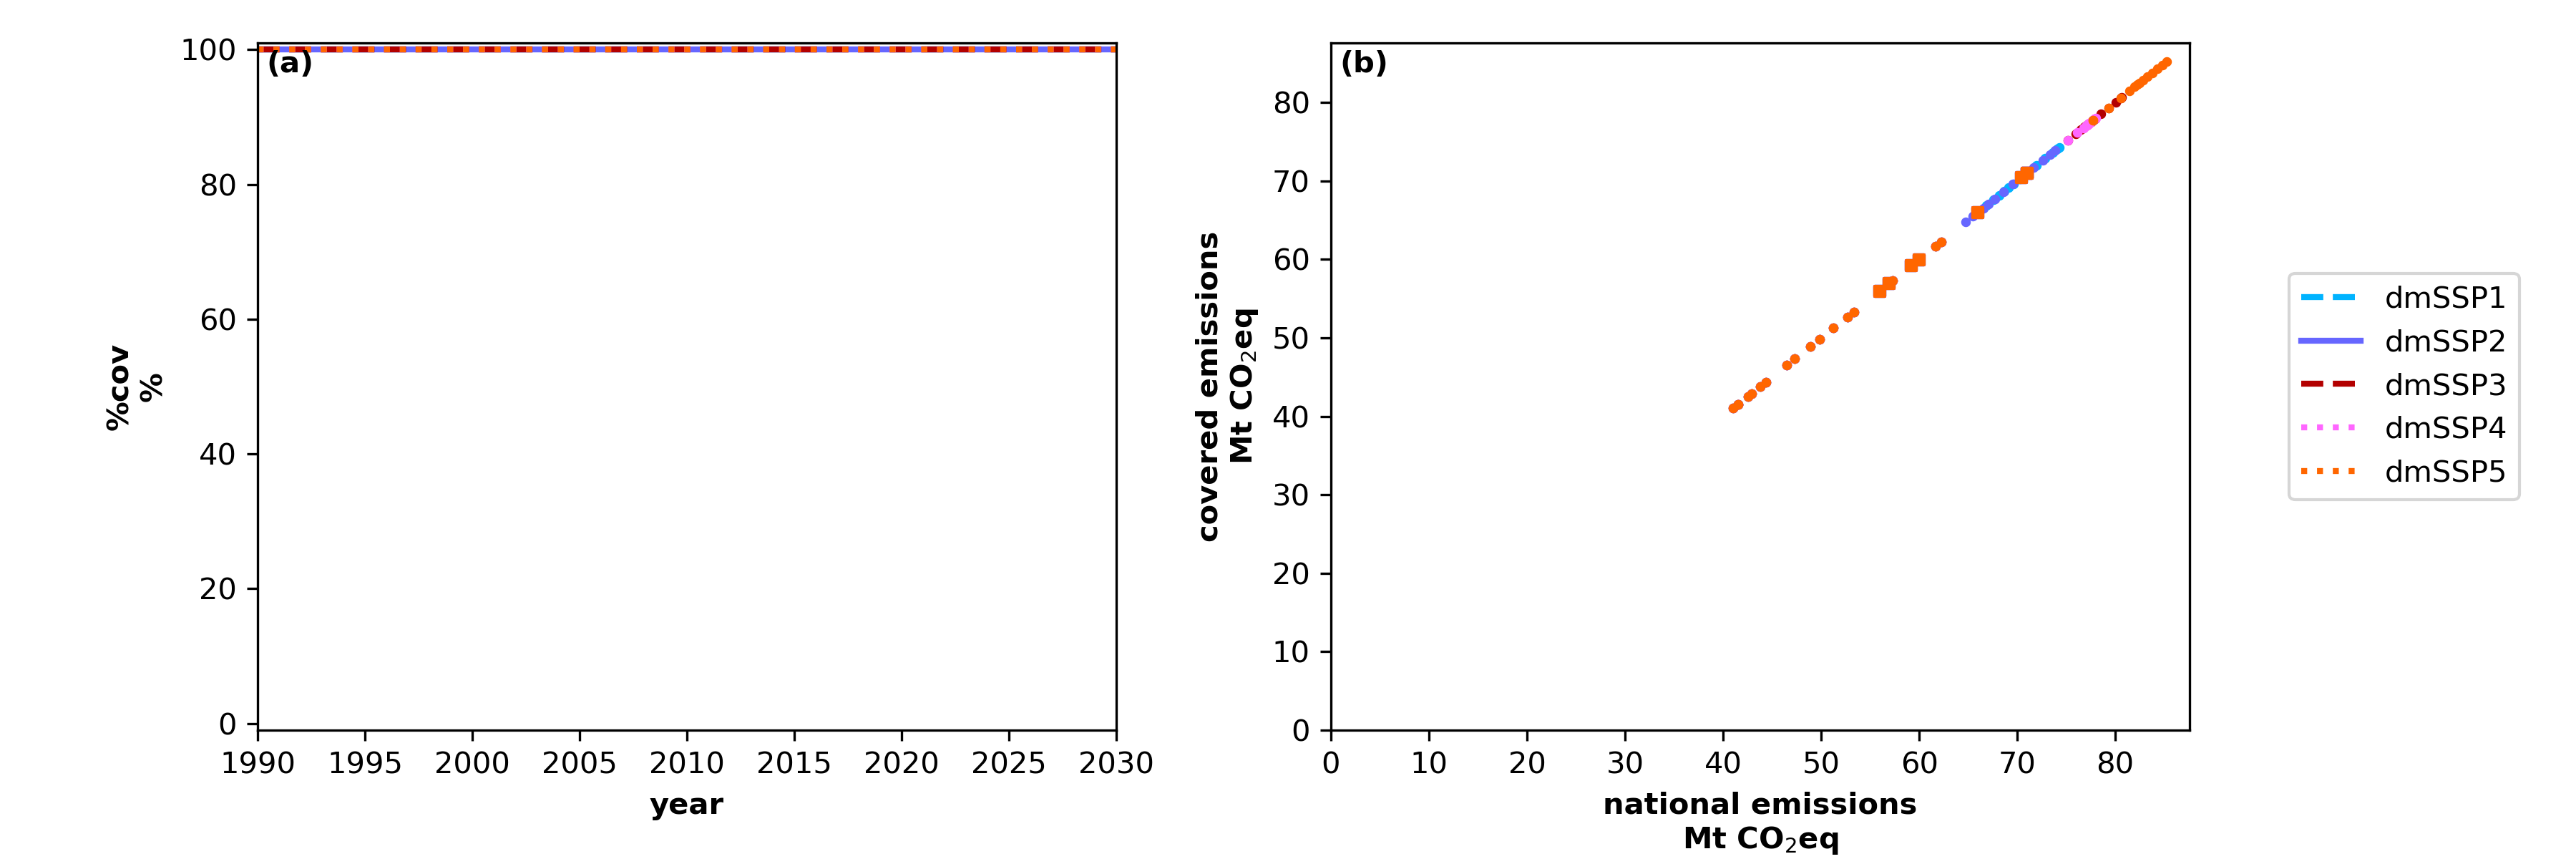 (a)
100
80
60
40
20
0
%cov
%
1990 1995 2000 2005 2010 2015 2020 2025 2030
year
(b)
80
70
60
50
40
30
20
10
0
covered emissions
Mt CO₂eq
0 10 20 30 40 50 60 70 80
national emissions
Mt CO₂eq
dmSSP1
dmSSP2
dmSSP3
dmSSP4
dmSSP5